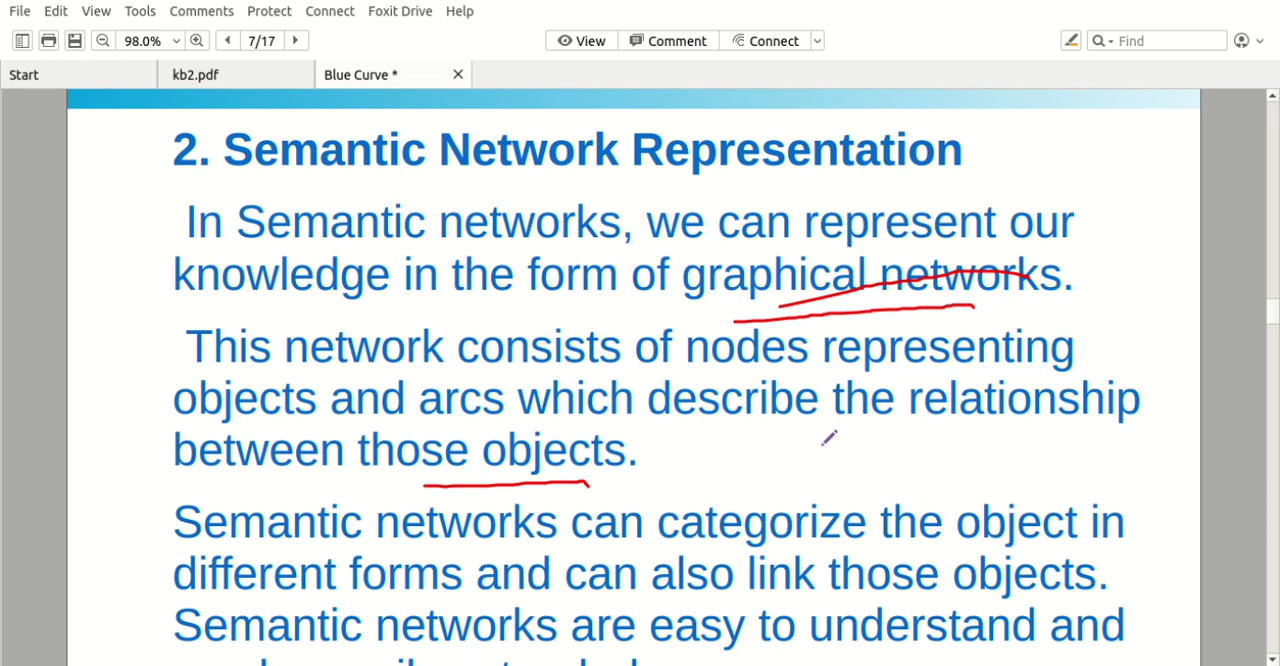 File Edit View Tools Comments Protect Connect Foxit Drive Help
98.0% 7/17 View Comment Connect Find
Start kb2.pdf Blue Curve *
2. Semantic Network Representation
In Semantic networks, we can represent our
knowledge in the form of graphical networks.
This network consists of nodes representing
objects and arcs which describe the relationship
between those objects.
Semantic networks can categorize the object in
different forms and can also link those objects.
Semantic networks are easy to understand and